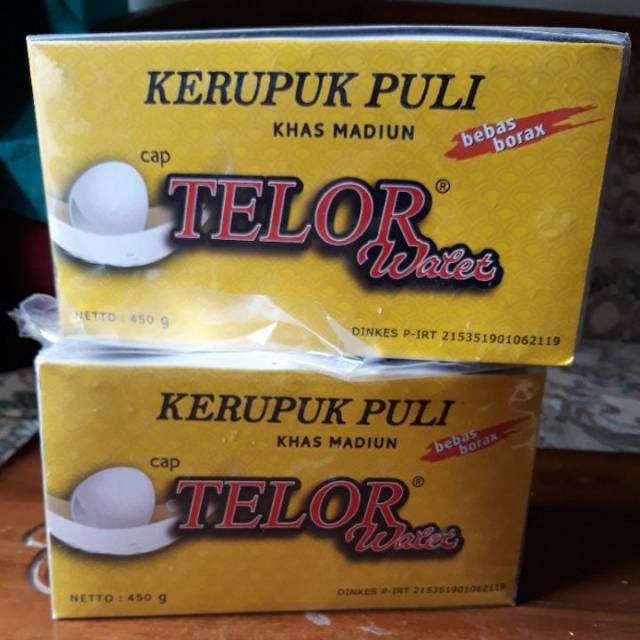 KERUPUK PULI
KHAS MADIUN
bebas
borax
cap
TELOR®
Walet
NETTO : 450 g
DINKES P-IRT 215351901062119
KERUPUK PULI
KHAS MADIUN
bebas
borax
cap
TELOR®
Walet
NETTO : 450 g
DINKES P-IRT 215351901062119